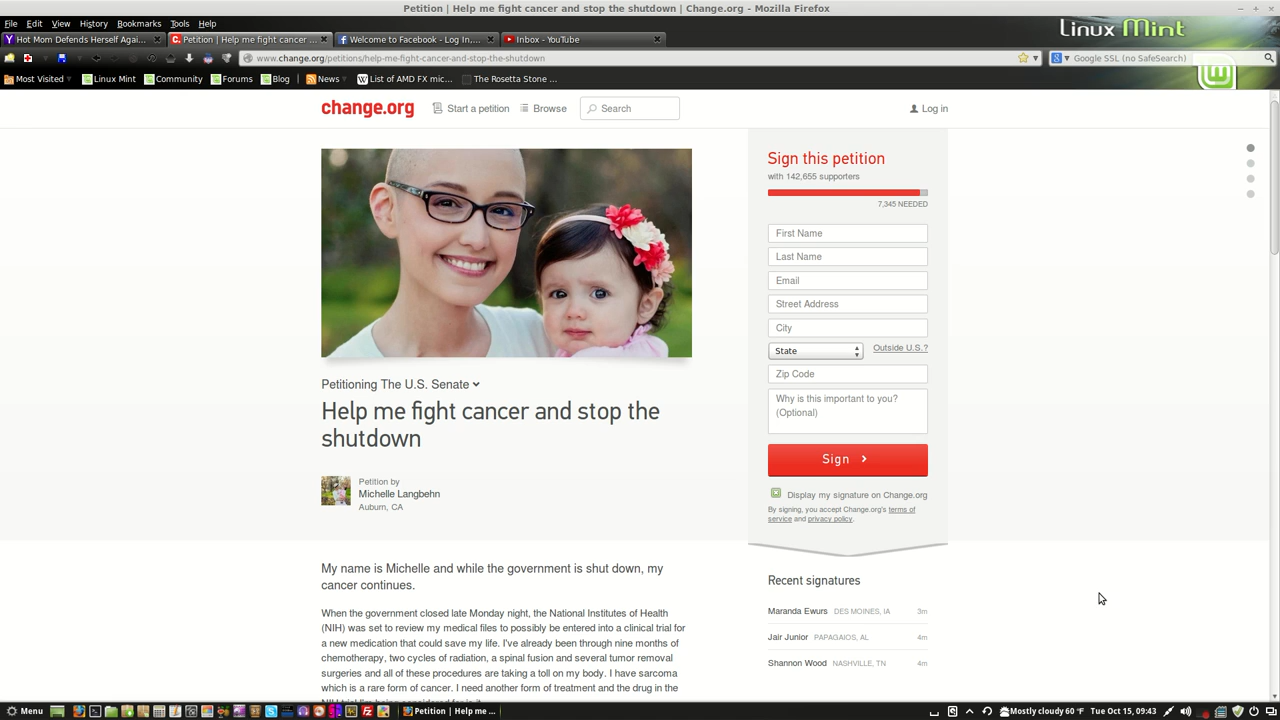 Petition | Help me fight cancer and stop the shutdown | Change.org - Mozilla Firefox
File Edit View History Bookmarks Tools Help
Hot Mom Defends Herself Agai...
Petition | Help me fight cancer ...
Welcome to Facebook - Log In,...
Inbox - YouTube
Linux Mint
www.change.org/petitions/help-me-fight-cancer-and-stop-the-shutdown
Google SSL (no SafeSearch)
Most Visited Linux Mint Community Forums Blog News List of AMD FX mic... The Rosetta Stone ...
change.org Start a petition Browse Search Log in
Sign this petition
with 142,655 supporters
7,345 NEEDED
First Name
Last Name
Email
Street Address
City
State Outside U.S.?
Zip Code
Why is this important to you?
(Optional)
Sign
Display my signature on Change.org
By signing, you accept Change.org's terms of
service and privacy policy.
Petitioning The U.S. Senate
Help me fight cancer and stop the
shutdown
Petition by
Michelle Langbehn
Auburn, CA
My name is Michelle and while the government is shut down, my
cancer continues.
When the government closed late Monday night, the National Institutes of Health
(NIH) was set to review my medical files to possibly be entered into a clinical trial for
a new medication that could save my life. I've already been through nine months of
chemotherapy, two cycles of radiation, a spinal fusion and several tumor removal
surgeries and all of these procedures are taking a toll on my body. I have sarcoma
which is a rare form of cancer. I need another form of treatment and the drug in the
Recent signatures
Maranda Ewurs DES MOINES, IA 3m
Jair Junior PAPAGAIOS, AL 4m
Shannon Wood NASHVILLE, TN 4m
Menu
Petition | Help me ...
Mostly cloudy 60 °F
Tue Oct 15, 09:43